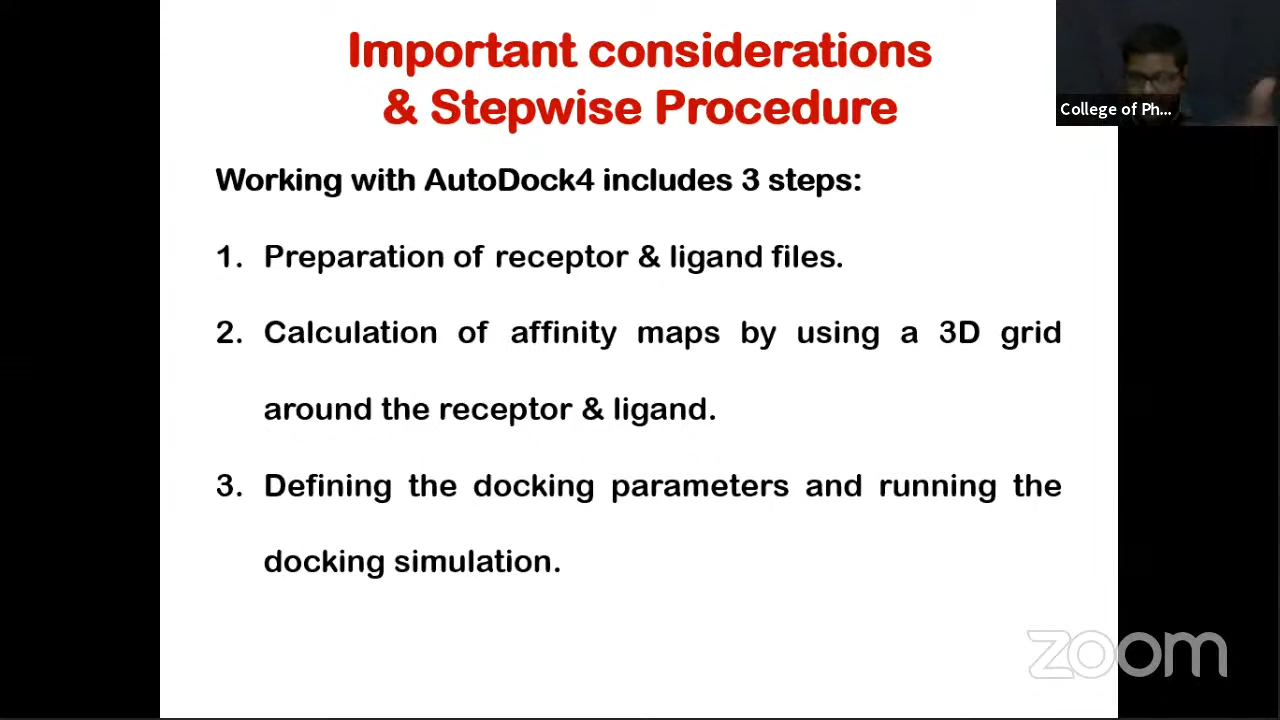 Important considerations
& Stepwise Procedure
College of Ph...
Working with AutoDock4 includes 3 steps:
1. Preparation of receptor & ligand files.
2. Calculation of affinity maps by using a 3D grid
around the receptor & ligand.
3. Defining the docking parameters and running the
docking simulation.
zoom